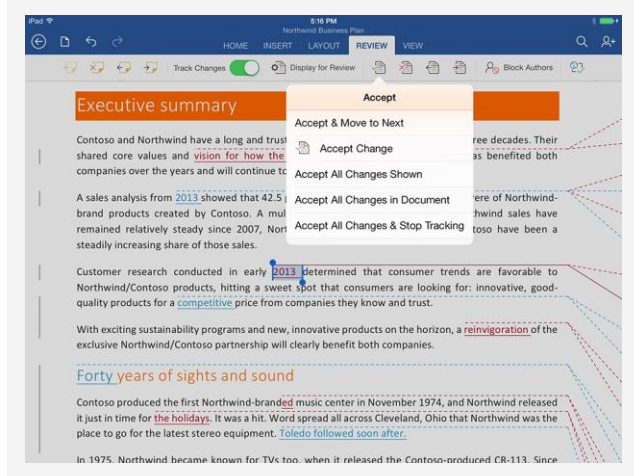 iPad 5:16 PM
Northwind Business Plan
HOME INSERT LAYOUT REVIEW VIEW
Track Changes Display for Review Block Authors
Accept
Accept & Move to Next
Accept Change
Accept All Changes Shown
Accept All Changes in Document
Accept All Changes & Stop Tracking
Executive summary
Contoso and Northwind have a long and trust ree decades. Their
shared core values and vision for how the as benefited both
companies over the years and will continue to
A sales analysis from 2013 showed that 42.5 ere of Northwind-
brand products created by Contoso. A mul hwind sales have
remained relatively steady since 2007, Nort toso have been a
steadily increasing share of those sales.
Customer research conducted in early 2013 determined that consumer trends are favorable to
Northwind/Contoso products, hitting a sweet spot that consumers are looking for: innovative, good-
quality products for a competitive price from companies they know and trust.
With exciting sustainability programs and new, innovative products on the horizon, a reinvigoration of the
exclusive Northwind/Contoso partnership will clearly benefit both companies.
Forty years of sights and sound
Contoso produced the first Northwind-branded music center in November 1974, and Northwind released
it just in time for the holidays. It was a hit. Word spread all across Cleveland, Ohio that Northwind was the
place to go for the latest stereo equipment. Toledo followed soon after.
In 1975, Northwind became known for TVs too, when it released the Contoso-produced CR-113. Since